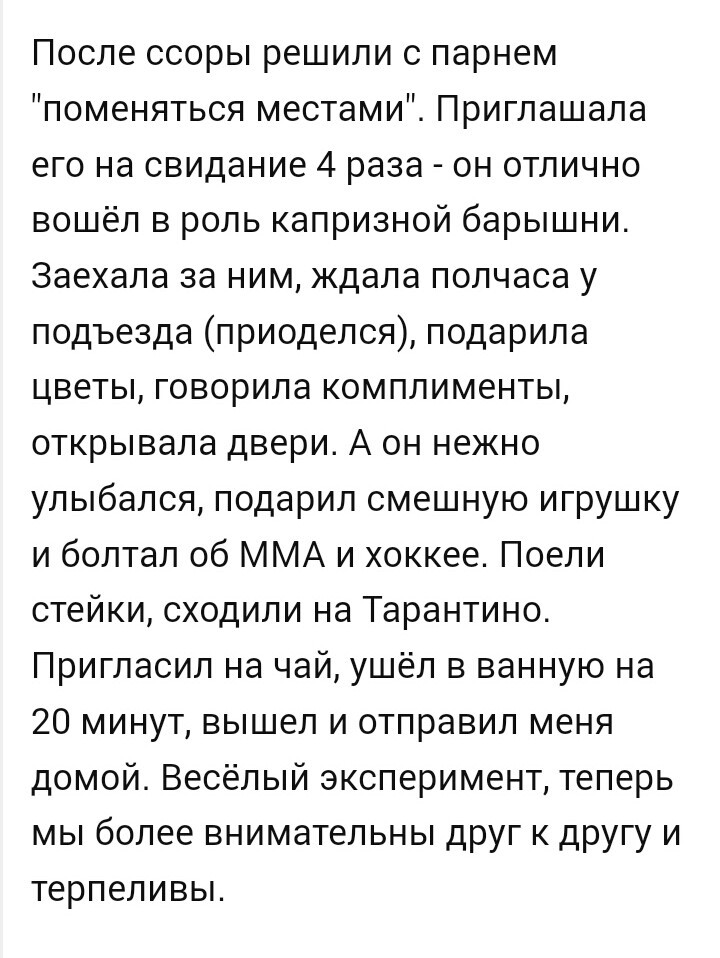 После ссоры решили с парнем
"поменяться местами". Приглашала
его на свидание 4 раза - он отлично
вошёл в роль капризной барышни.
Заехала за ним, ждала полчаса у
подъезда (приоделся), подарила
цветы, говорила комплименты,
открывала двери. А он нежно
улыбался, подарил смешную игрушку
и болтал об ММА и хоккее. Поели
стейки, сходили на Тарантино.
Пригласил на чай, ушёл в ванную на
20 минут, вышел и отправил меня
домой. Весёлый эксперимент, теперь
мы более внимательны друг к другу и
терпеливы.